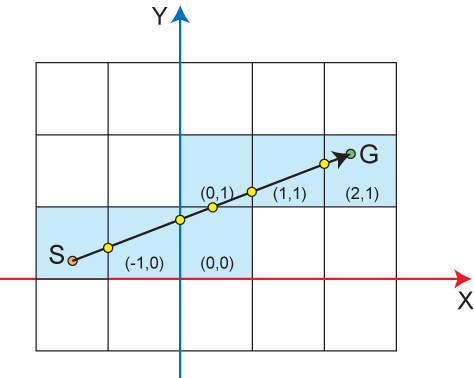 Y
G
(0,1)
(1,1)
(2,1)
S
(-1,0)
(0,0)
X